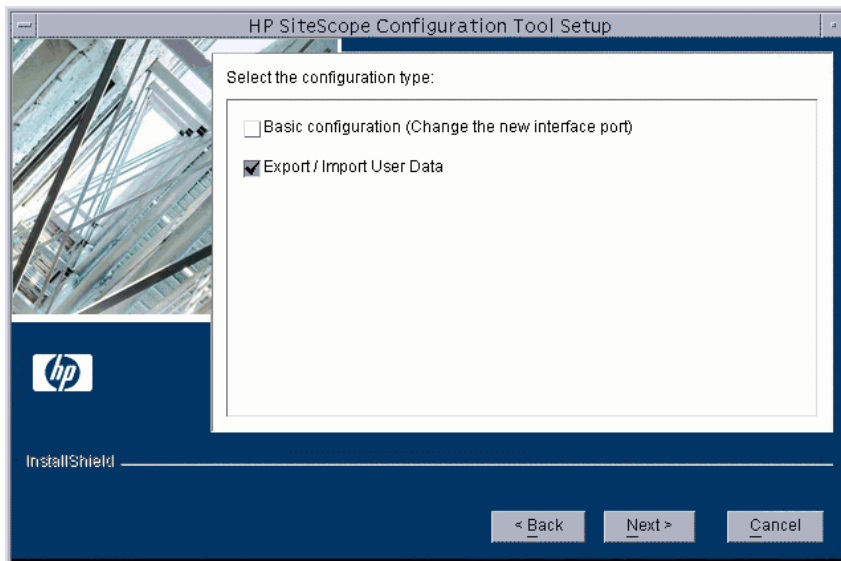 HP SiteScope Configuration Tool Setup
Select the configuration type:
Basic configuration (Change the new interface port)
Export / Import User Data
hp
InstallShield
< Back
Next >
Cancel